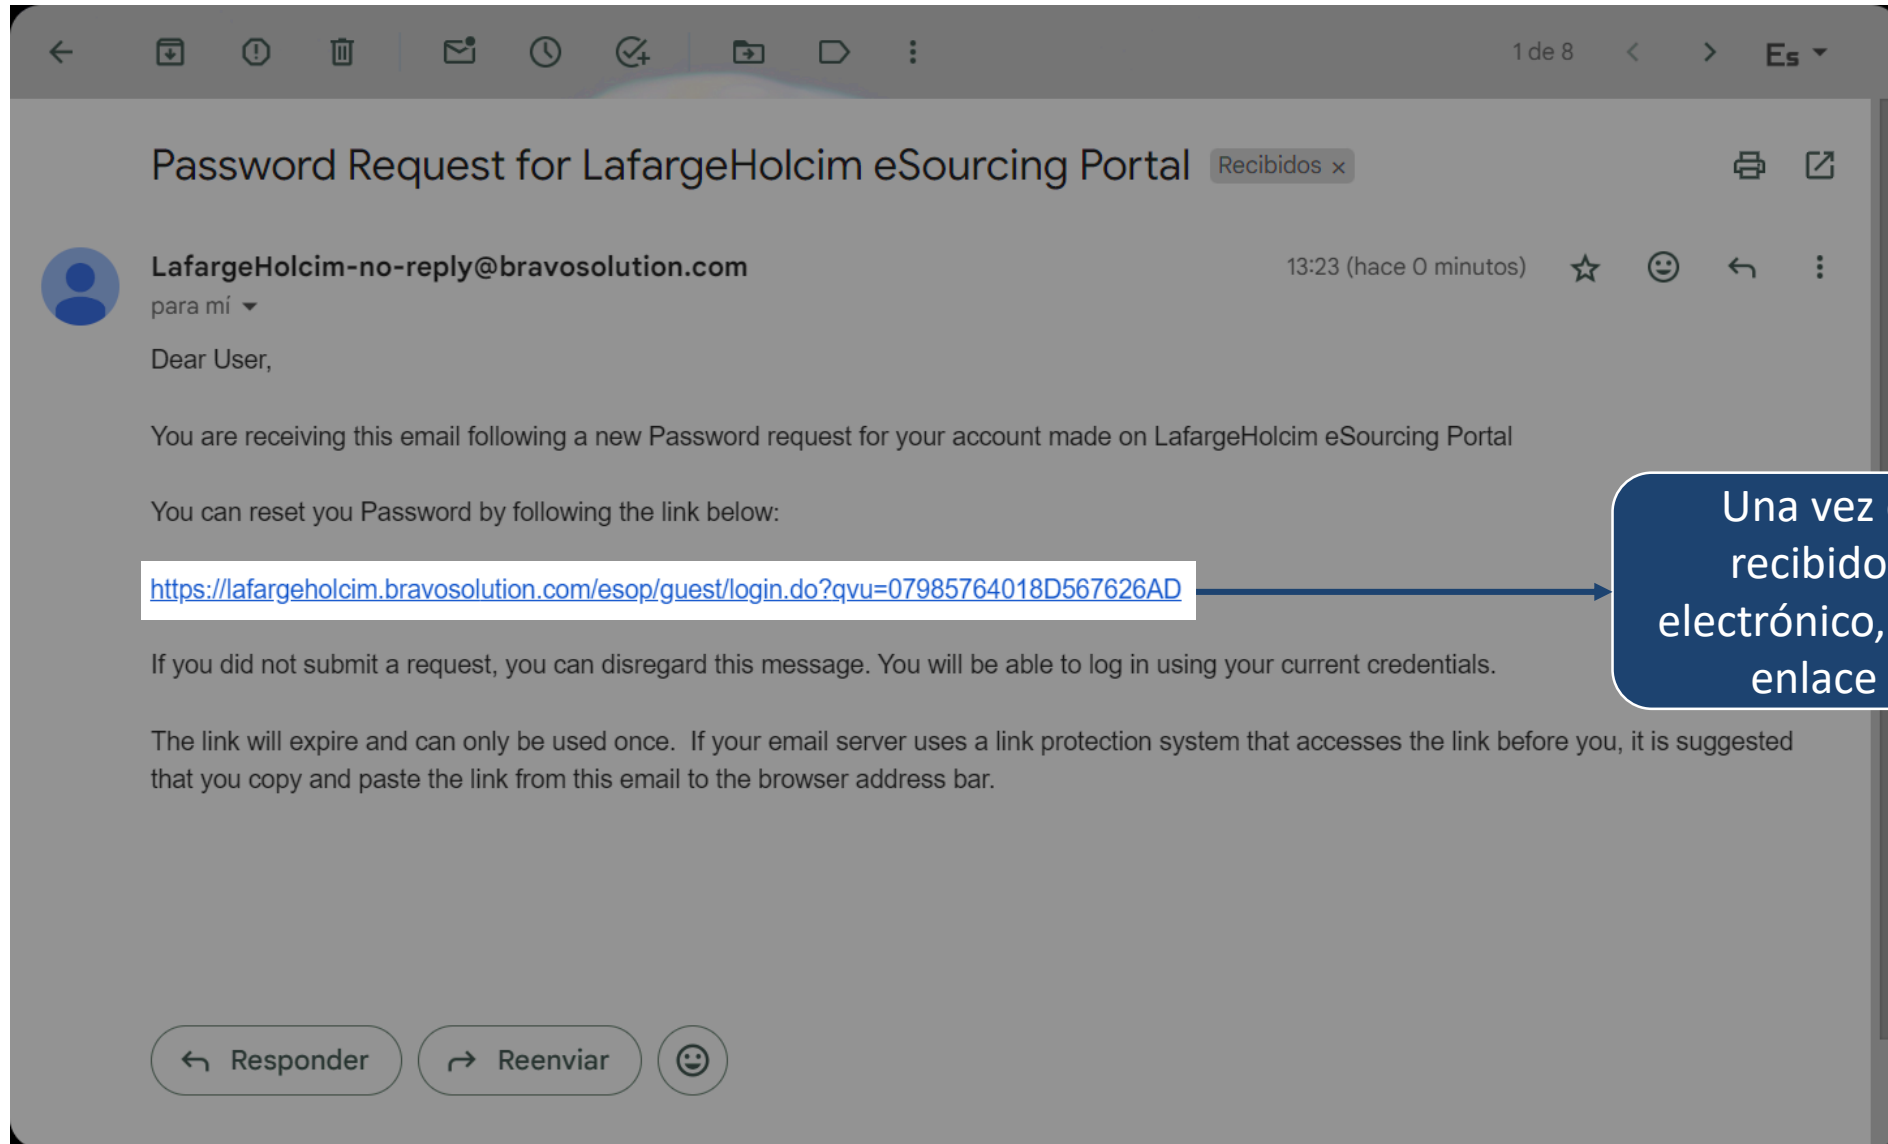 1 de 8
Es
Password Request for LafargeHolcim eSourcing Portal Recibidos ×
LafargeHolcim-no-reply@bravosolution.com 13:23 (hace 0 minutos)
para mí
Dear User,
You are receiving this email following a new Password request for your account made on LafargeHolcim eSourcing Portal
You can reset you Password by following the link below:
https://lafargeholcim.bravosolution.com/esop/guest/login.do?qvu=07985764018D567626AD
If you did not submit a request, you can disregard this message. You will be able to log in using your current credentials.
The link will expire and can only be used once. If your email server uses a link protection system that accesses the link before you, it is suggested
that you copy and paste the link from this email to the browser address bar.
Una vez
recibido
electrónico,
enlace
Responder
Reenviar